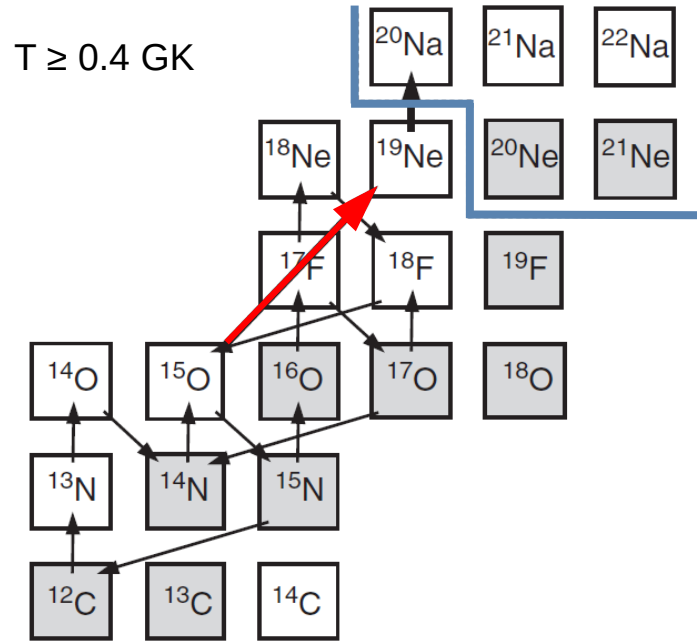 T ≥ 0.4 GK
²⁰Na ²¹Na ²²Na
¹⁸Ne ¹⁹Ne ²⁰Ne ²¹Ne
¹⁷F ¹⁸F ¹⁹F
¹⁴O ¹⁵O ¹⁶O ¹⁷O ¹⁸O
¹³N ¹⁴N ¹⁵N
¹²C ¹³C ¹⁴C